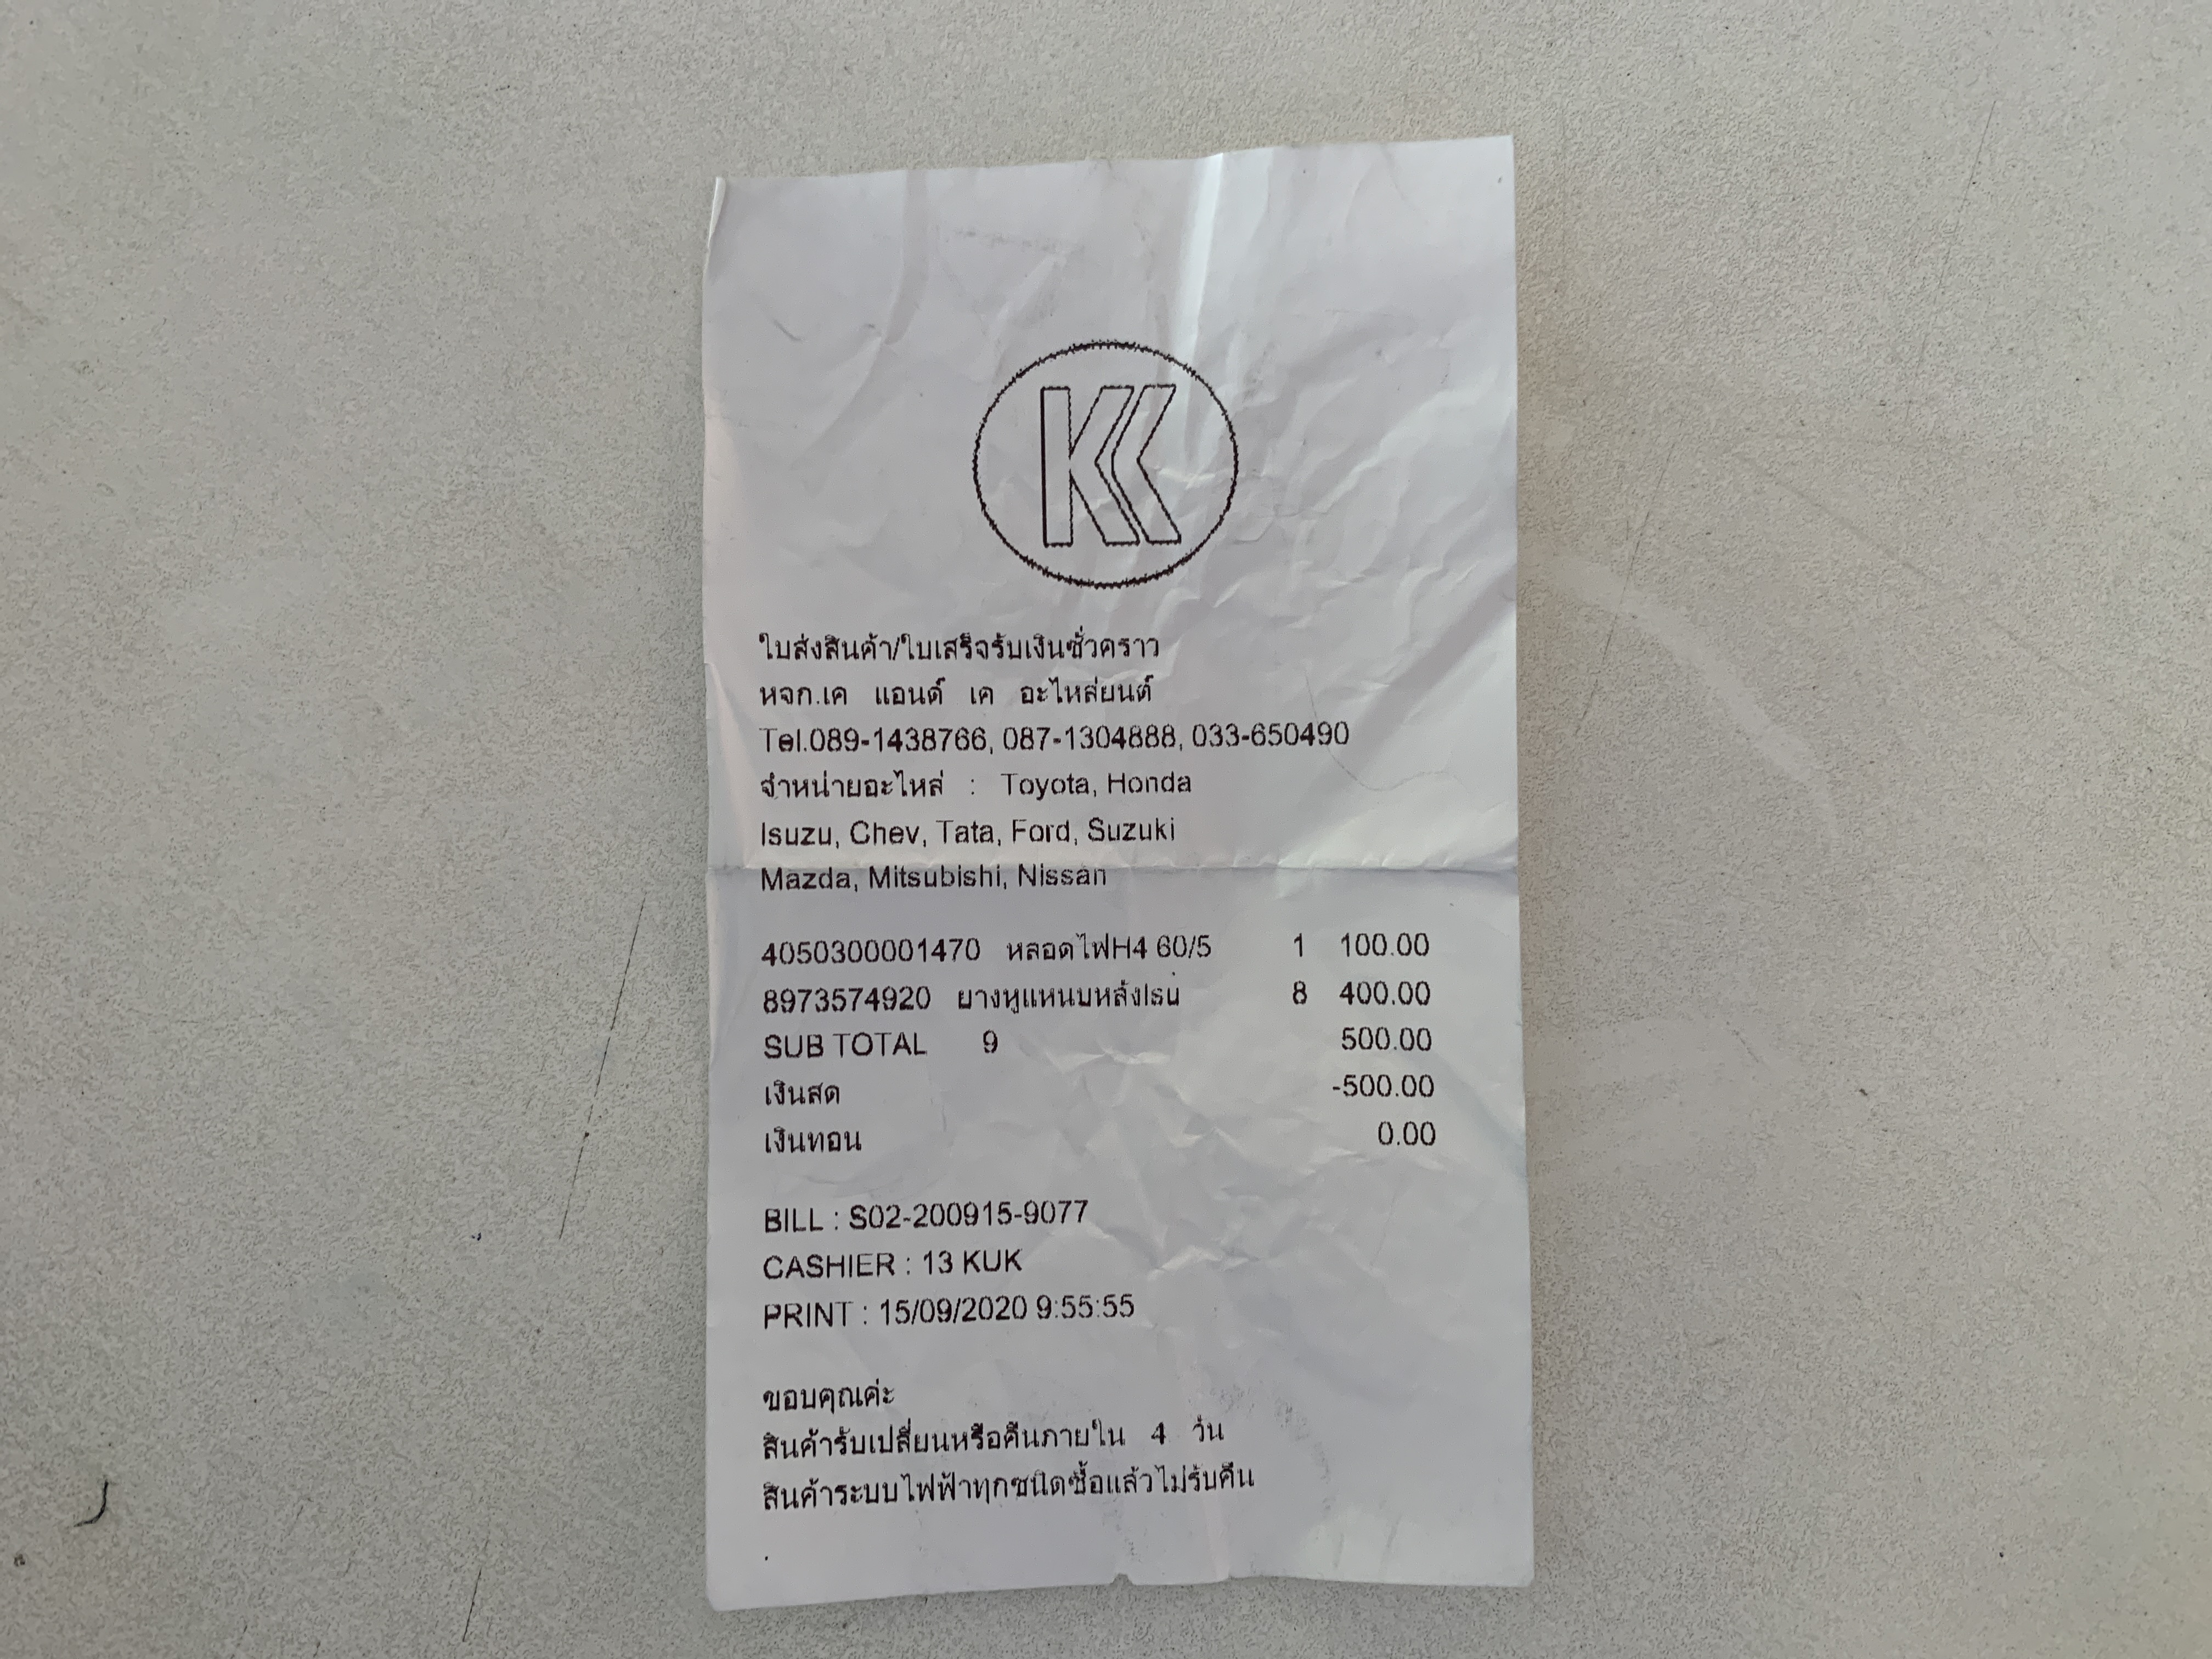 KK
ใบส่งสินค้า/ใบเสร็จรับเงินชั่วคราว
หจก.เค แอนด์ เค อะไหล่ยนต์
Tel.089-1438766, 087-1304888, 033-650490
จำหน่ายอะไหล่ : Toyota, Honda
Isuzu, Chev, Tata, Ford, Suzuki
Mazda, Mitsubishi, Nissan
4050300001470 หลอดไฟH4 60/5 1 100.00
8973574920 ยางหูแหนบหลังIsu 8 400.00
SUB TOTAL 9 500.00
เงินสด -500.00
เงินทอน 0.00
BILL : S02-200915-9077
CASHIER : 13 KUK
PRINT : 15/09/2020 9:55:55
ขอบคุณค่ะ
สินค้ารับเปลี่ยนหรือคืนภายใน 4 วัน
สินค้าระบบไฟฟ้าทุกชนิดซื้อแล้วไม่รับคืน